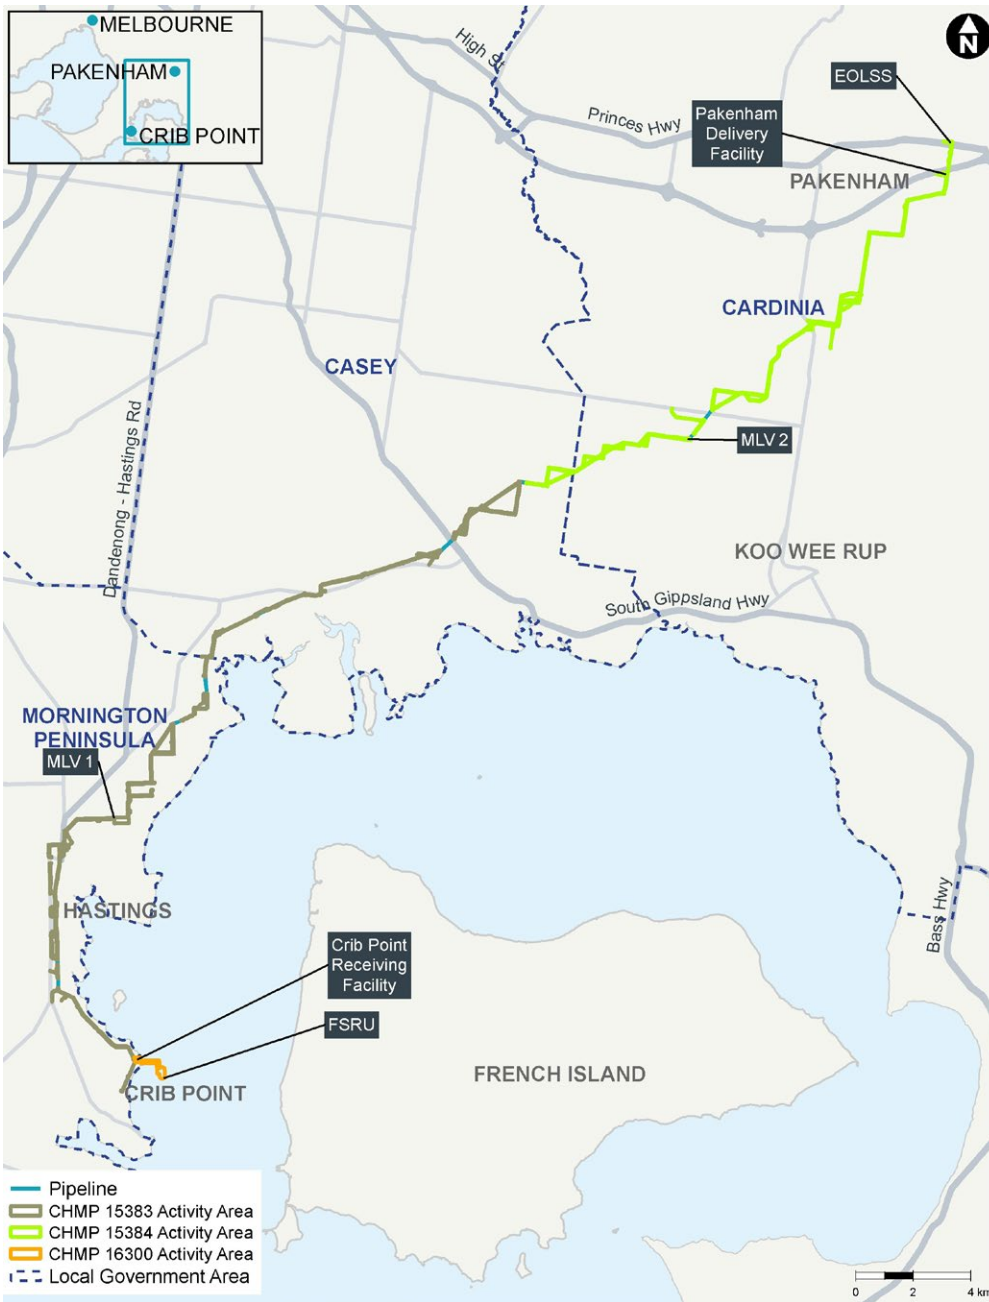 MELBOURNE
PAKENHAM
CRIB POINT
High St
N
EOLSS
Princes Hwy
Pakenham
Delivery
Facility
PAKENHAM
CARDINIA
CASEY
Dandenong - Hastings Rd
MLV 2
KOO WEE RUP
South Gippsland Hwy
MORNINGTON
PENINSULA
MLV 1
HASTINGS
Bass Hwy
Crib Point
Receiving
Facility
FSRU
FRENCH ISLAND
CRIB POINT
Pipeline
CHMP 15383 Activity Area
CHMP 15384 Activity Area
CHMP 16300 Activity Area
Local Government Area
0 2 4 km